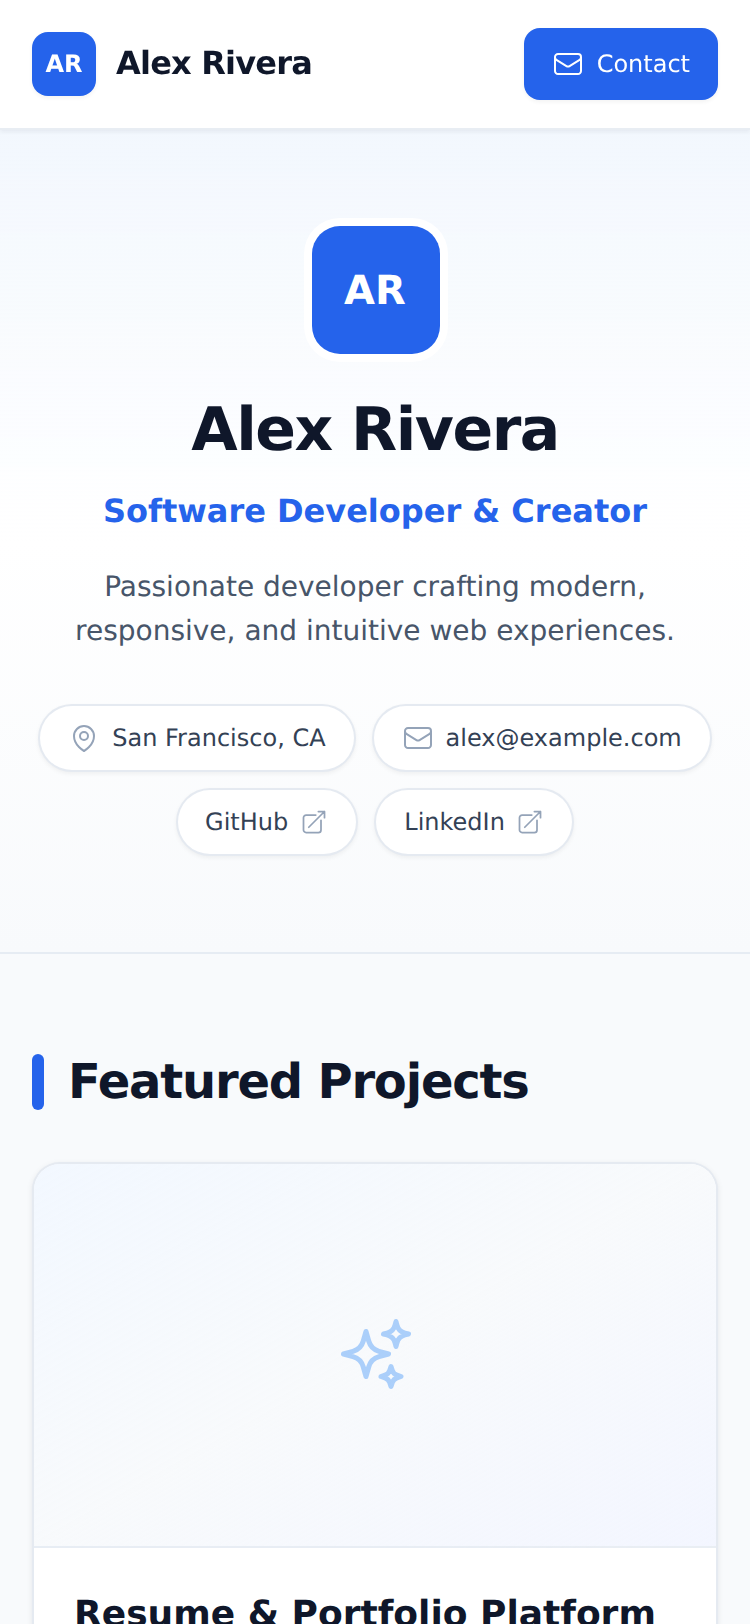 AR
Alex Rivera
Contact
AR
Alex Rivera
Software Developer & Creator
Passionate developer crafting modern,
responsive, and intuitive web experiences.
San Francisco, CA
alex@example.com
GitHub
LinkedIn
Featured Projects
Resume & Portfolio Platform